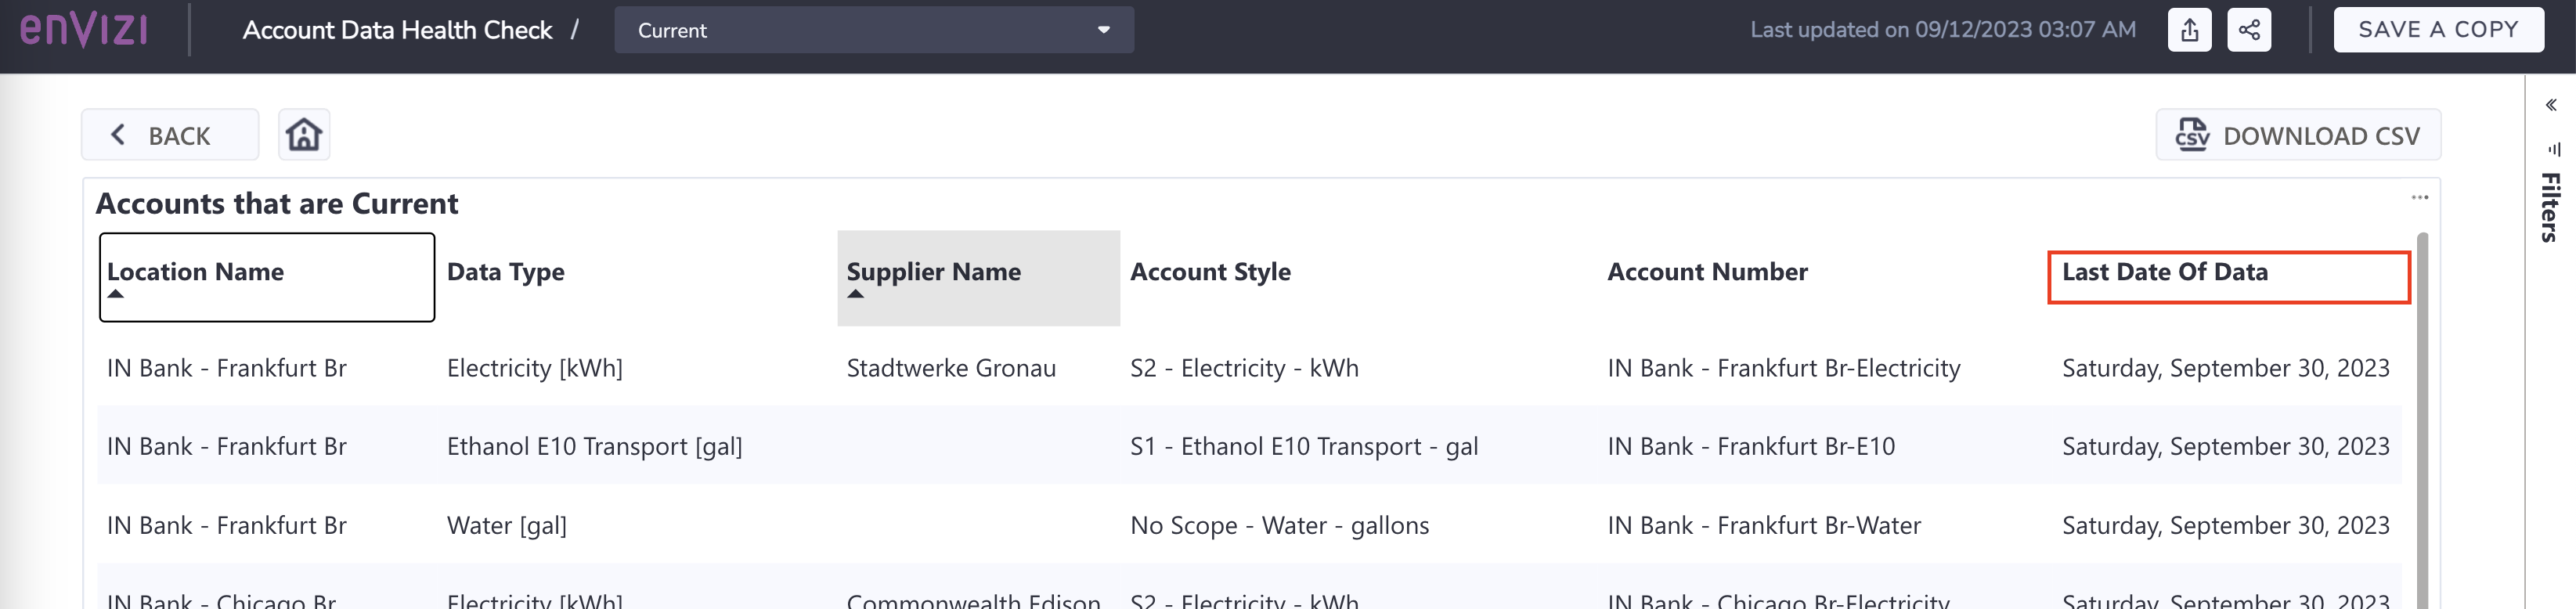 enVIZI
Account Data Health Check /
Current
Last updated on 09/12/2023 03:07 AM
SAVE A COPY
BACK
CSV DOWNLOAD CSV
Filters
Accounts that are Current
Location Name Data Type Supplier Name Account Style Account Number Last Date Of Data
IN Bank - Frankfurt Br Electricity [kWh] Stadtwerke Gronau S2 - Electricity - kWh IN Bank - Frankfurt Br-Electricity Saturday, September 30, 2023
IN Bank - Frankfurt Br Ethanol E10 Transport [gal] S1 - Ethanol E10 Transport - gal IN Bank - Frankfurt Br-E10 Saturday, September 30, 2023
IN Bank - Frankfurt Br Water [gal] No Scope - Water - gallons IN Bank - Frankfurt Br-Water Saturday, September 30, 2023
IN Bank - Chicago Br Electricity [kWh] Commonwealth Edison S2 - Electricity - kWh IN Bank - Chicago Br-Electricity Saturday, September 30, 2023